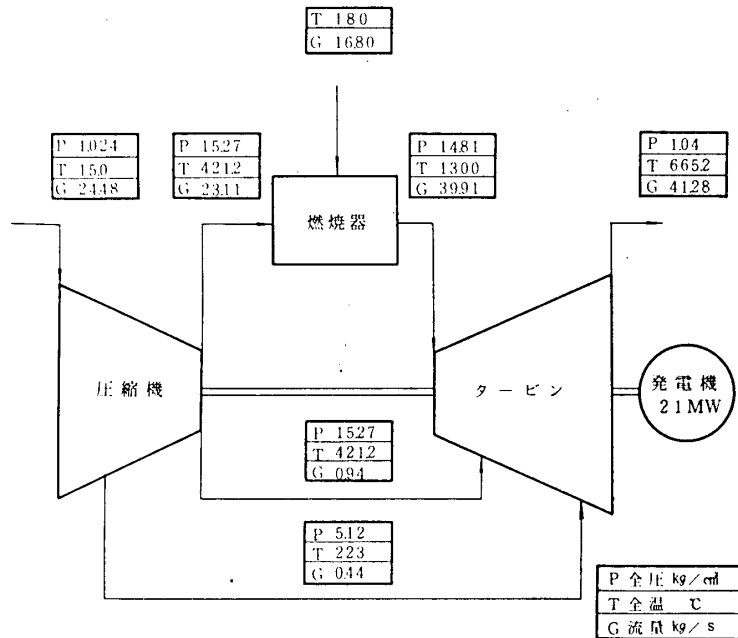 T 180
G 16.80
P 1.024
T 15.0
G 24.48
P 15.27
T 421.2
G 23.11
P 14.81
T 1300
G 39.91
P 1.04
T 665.2
G 41.28
燃焼器
圧縮機
タービン
発電機
21MW
P 15.27
T 421.2
G 0.94
P 5.12
T 223
G 0.44
P 全圧 kg/c㎡
T 全温 ℃
G 流量 kg/s